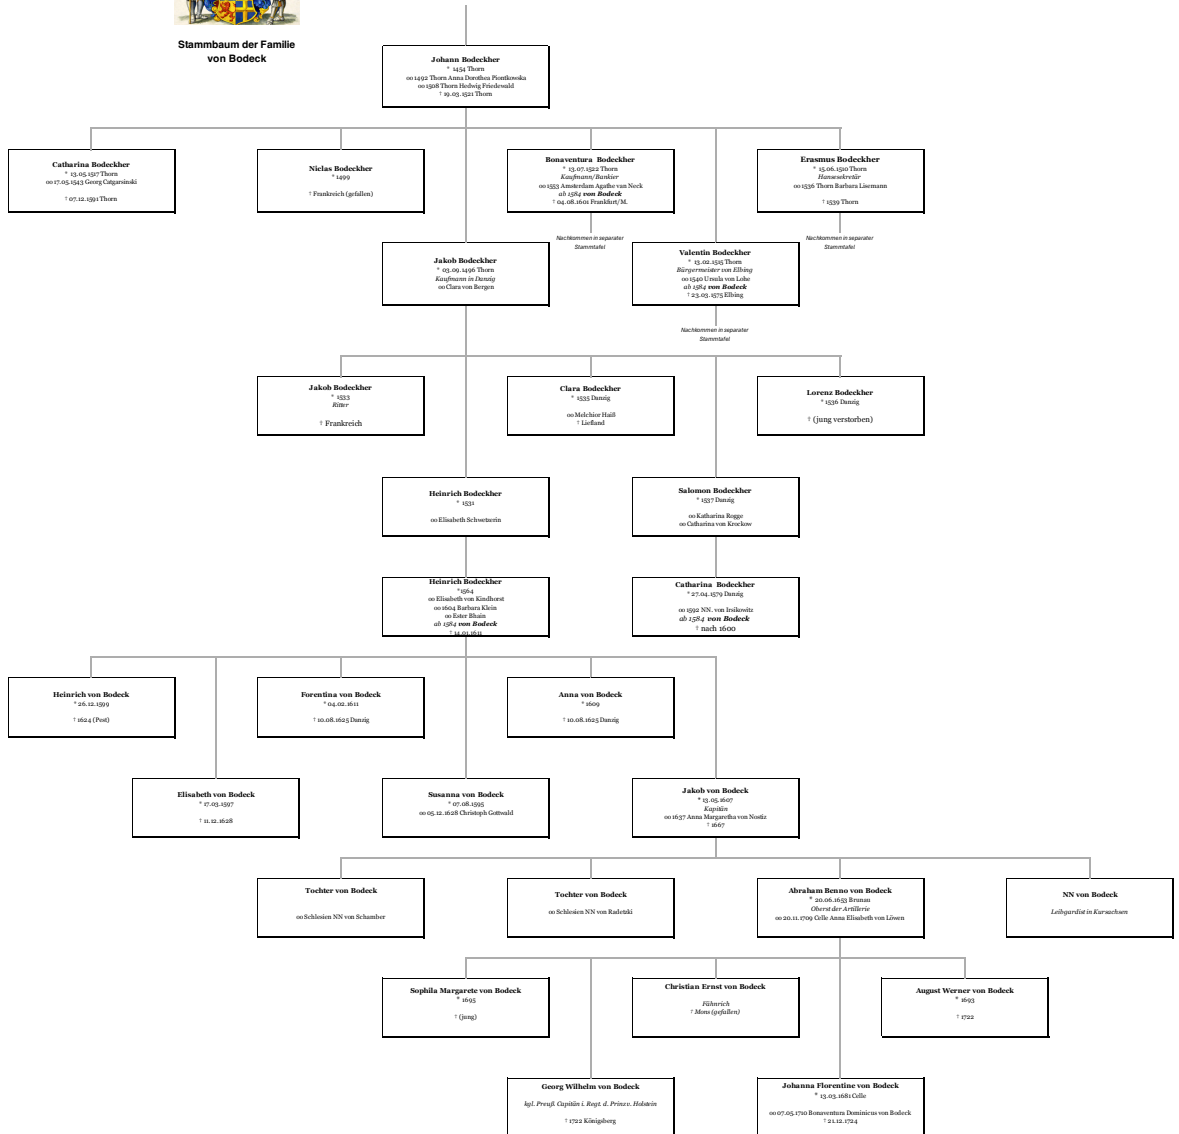 Stammbaum der Familie
von Bodeck
Johann Bodeckher
* 1454 Thorn
oo 1492 Thorn Anna Dorothea Piontkowska
oo 1508 Thorn Hedwig Friedewald
† 19.03.1521 Thorn
Catharina Bodeckher
* 13.05.1517 Thorn
oo 17.05.1543 Georg Catgarsinski
† 07.12.1591 Thorn
Niclas Bodeckher
* 1499
† Frankreich (gefallen)
Bonaventura Bodeckher
* 13.07.1522 Thorn
Kaufmann/Bankier
oo 1553 Amsterdam Agathe van Neck
ab 1584 von Bodeck
† 04.08.1601 Frankfurt/M.
Erasmus Bodeckher
* 15.06.1510 Thorn
Hansesekretär
oo 1536 Thorn Barbara Lisemann
† 1539 Thorn
Nachkommen in separater
Stammtafel
Nachkommen in separater
Stammtafel
Jakob Bodeckher
* 03.09.1496 Thorn
Kaufmann in Danzig
oo Clara von Bergen
Valentin Bodeckher
* 13.02.1515 Thorn
Bürgermeister von Elbing
oo 1540 Ursula von Lohe
ab 1584 von Bodeck
† 23.03.1575 Elbing
Nachkommen in separater
Stammtafel
Jakob Bodeckher
* 1533
Ritter
† Frankreich
Clara Bodeckher
* 1535 Danzig
oo Melchior Haiß
† Liefland
Lorenz Bodeckher
* 1536 Danzig
† (jung verstorben)
Heinrich Bodeckher
* 1531
oo Elisabeth Schwetzerin
Salomon Bodeckher
* 1537 Danzig
oo Katharina Rogge
oo Catharina von Krockow
Heinrich Bodeckher
*1564
oo Elisabeth von Kindhorst
oo 1604 Barbara Klein
oo Ester Bhain
ab 1584 von Bodeck
† 14.01.1611
Catharina Bodeckher
* 27.04.1579 Danzig
oo 1592 NN. von Irsikowitz
ab 1584 von Bodeck
† nach 1600
Heinrich von Bodeck
* 26.12.1599
† 1624 (Pest)
Forentina von Bodeck
* 04.02.1611
† 10.08.1625 Danzig
Anna von Bodeck
* 1609
† 10.08.1625 Danzig
Elisabeth von Bodeck
* 17.03.1597
† 11.12.1628
Susanna von Bodeck
* 07.08.1595
oo 05.12.1628 Christoph Gottwald
Jakob von Bodeck
* 13.05.1607
Kapitän
oo 1637 Anna Margaretha von Nostiz
† 1667
Tochter von Bodeck
oo Schlesien NN von Schamber
Tochter von Bodeck
oo Schlesien NN von Radetzki
Abraham Benno von Bodeck
* 20.06.1653 Brunau
Oberst der Artillerie
oo 20.11.1709 Celle Anna Elisabeth von Löwen
NN von Bodeck
Leibgardist in Kursachsen
Sophila Margarete von Bodeck
* 1695
† (jung)
Christian Ernst von Bodeck
Fähnrich
† Mons (gefallen)
August Werner von Bodeck
* 1693
† 1722
Georg Wilhelm von Bodeck
kgl. Preuß. Capitän i. Regt. d. Prinz v. Holstein
† 1722 Königsberg
Johanna Florentine von Bodeck
* 13.03.1681 Celle
oo 07.05.1710 Bonaventura Dominicus von Bodeck
† 21.12.1724